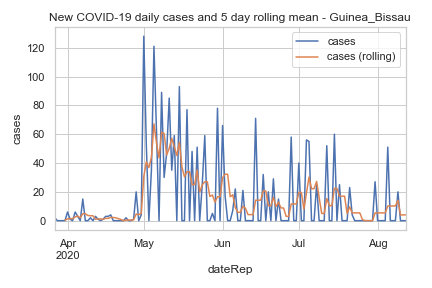 New COVID-19 daily cases and 5 day rolling mean - Guinea_Bissau
cases
cases (rolling)
120
100
80
60
40
20
0
cases
Apr
2020
May
Jun
Jul
Aug
dateRep